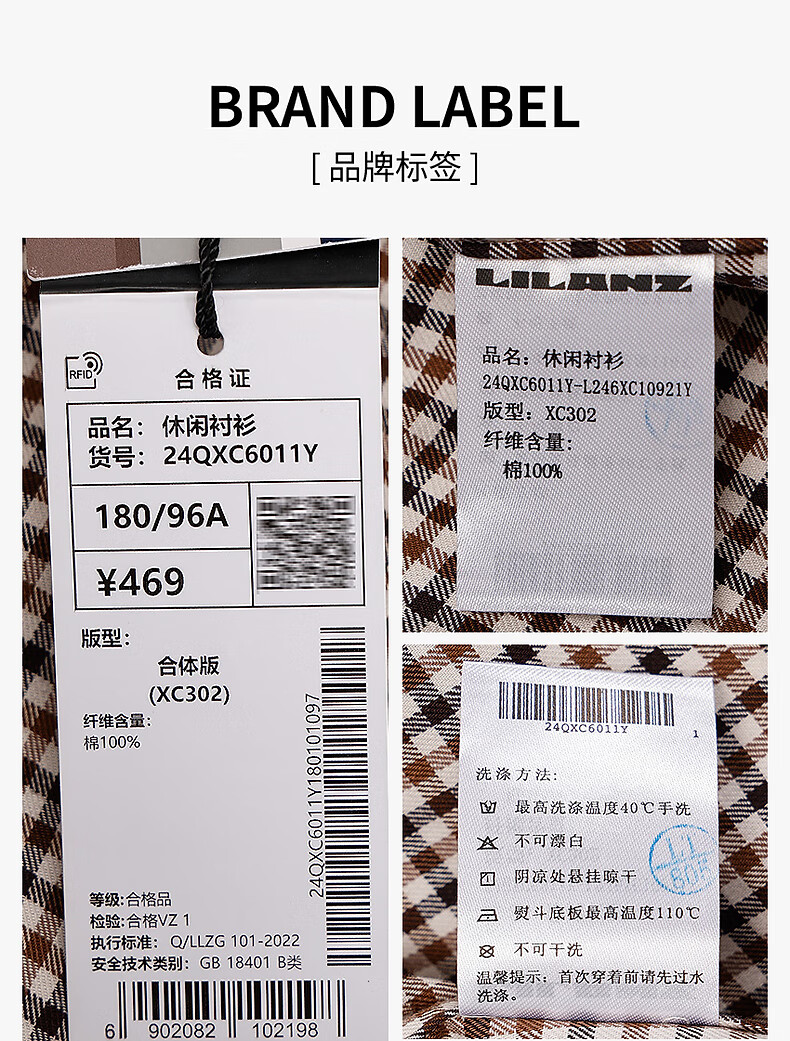 BRAND LABEL
[ 品牌标签 ]
RFID
合格证
品名: 休闲衬衫
货号: 24QXC6011Y
180/96A
¥469
版型:
合体版
(XC302)
纤维含量:
棉100%
24QXC6011Y180101097
等级:合格品
检验:合格VZ 1
执行标准: Q/LLZG 101-2022
安全技术类别: GB 18401 B类
6 902082 102198
LILANZ
品名: 休闲衬衫
24QXC6011Y-L246XC10921Y
版型: XC302
纤维含量:
棉100%
24QXC6011Y
1
洗涤方法:
最高洗涤温度40℃手洗
不可漂白
阴凉处悬挂晾干
熨斗底板最高温度110℃
不可干洗
温馨提示: 首次穿着前请先过水
洗涤。